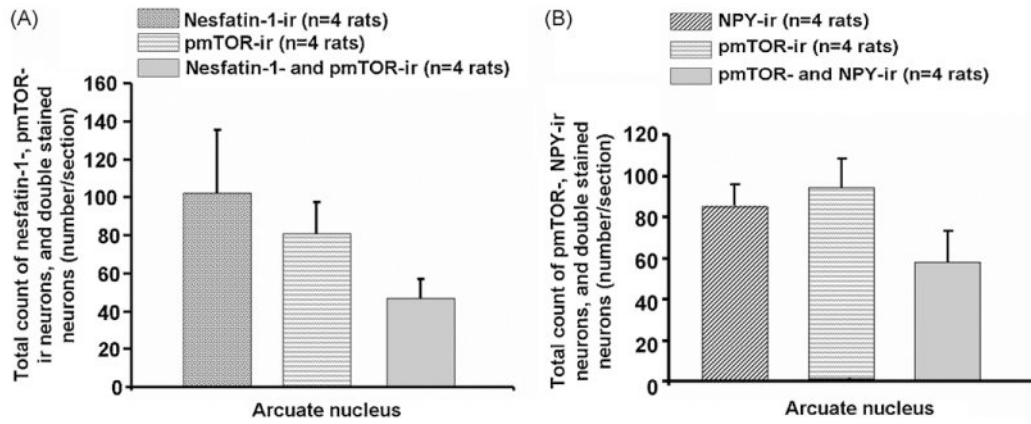 (A)
Nesfatin-1-ir (n=4 rats)
pmTOR-ir (n=4 rats)
Nesfatin-1- and pmTOR-ir (n=4 rats)
Total count of nesfatin-1-, pmTOR-
ir neurons, and double stained
neurons (number/section)
160
140
120
100
80
60
40
20
0
Arcuate nucleus
(B)
NPY-ir (n=4 rats)
pmTOR-ir (n=4 rats)
pmTOR- and NPY-ir (n=4 rats)
Total count of pmTOR-, NPY-ir
neurons, and double stained
neurons (number/section)
120
100
80
60
40
20
0
Arcuate nucleus